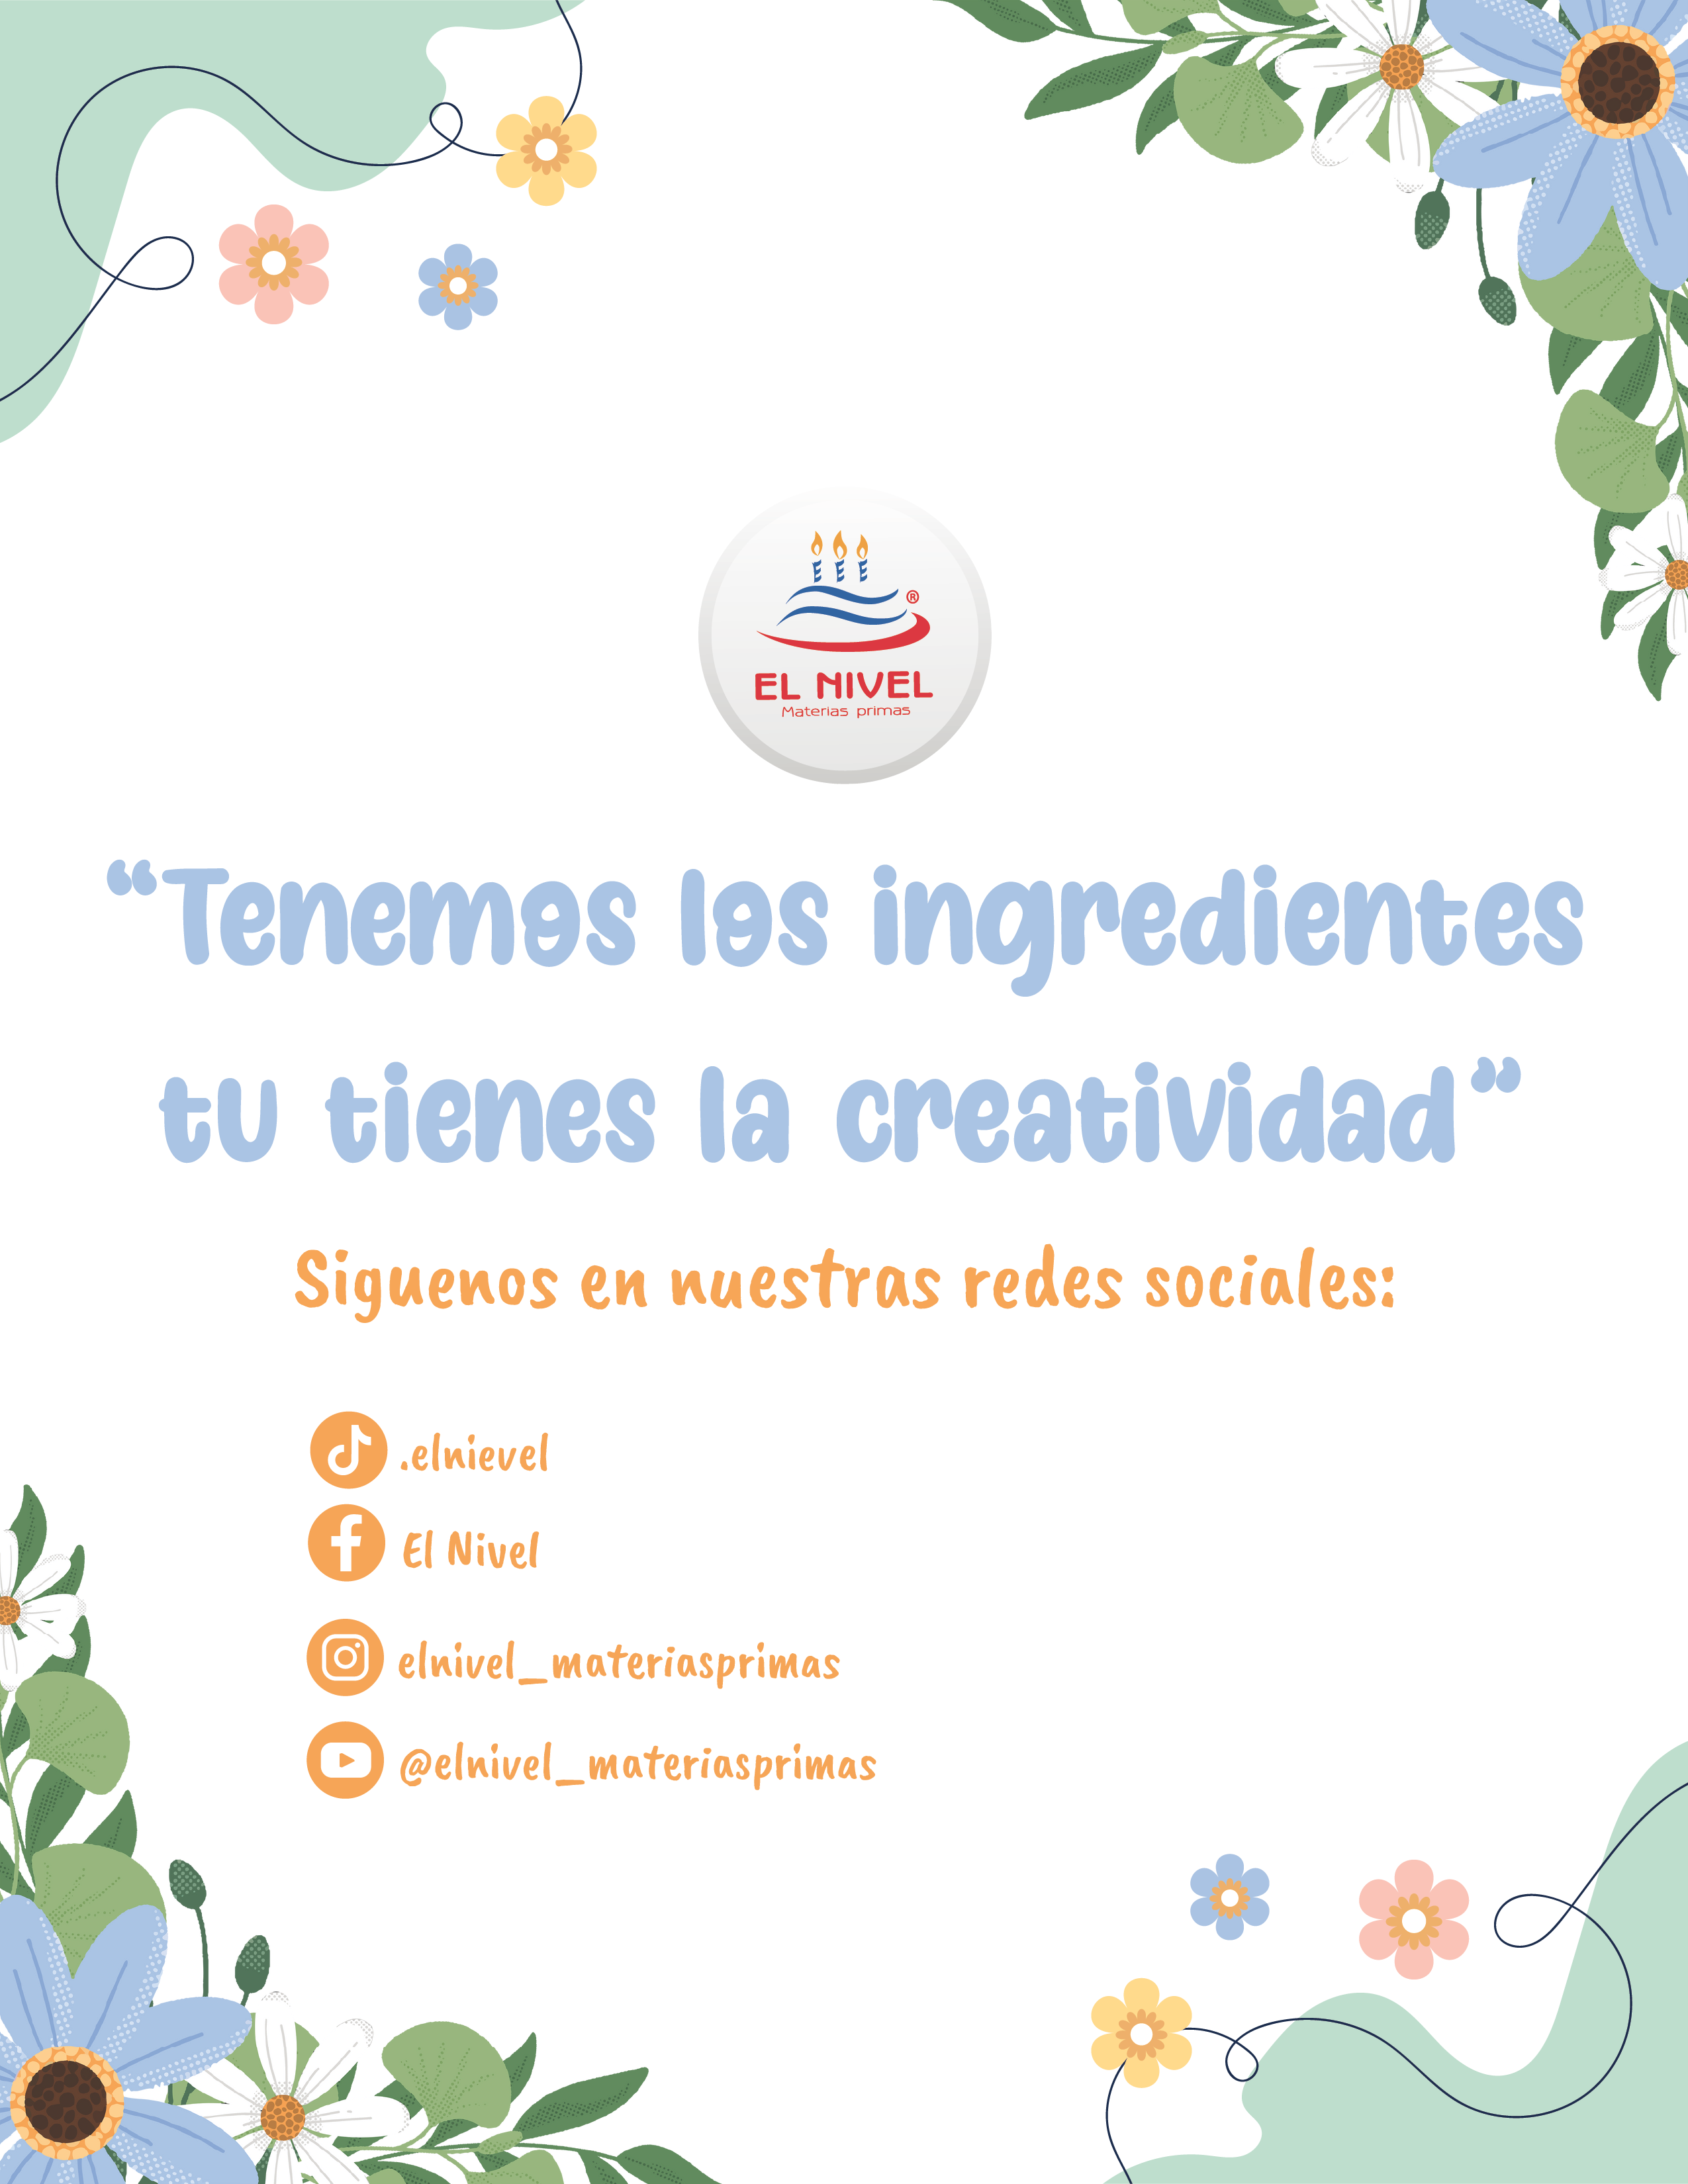 ®
EL NIVEL
Materias primas
“Tenemos los ingredientes
tu tienes la creatividad”
Siguenos en nuestras redes sociales:
.elnievel
El Nivel
elnivel_materiasprimas
@elnivel_materiasprimas